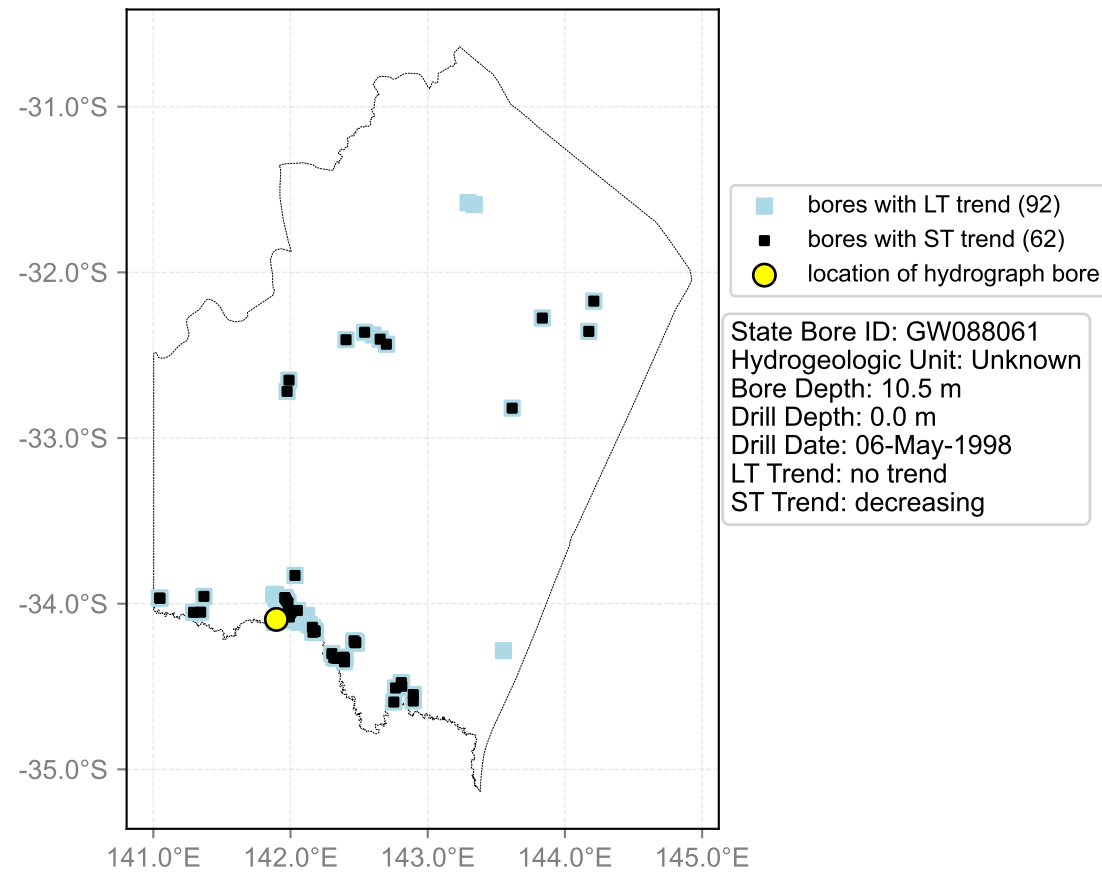 -31.0°S
-32.0°S
-33.0°S
-34.0°S
-35.0°S
141.0°E 142.0°E 143.0°E 144.0°E 145.0°E
bores with LT trend (92)
bores with ST trend (62)
location of hydrograph bore
State Bore ID: GW088061
Hydrogeologic Unit: Unknown
Bore Depth: 10.5 m
Drill Depth: 0.0 m
Drill Date: 06-May-1998
LT Trend: no trend
ST Trend: decreasing